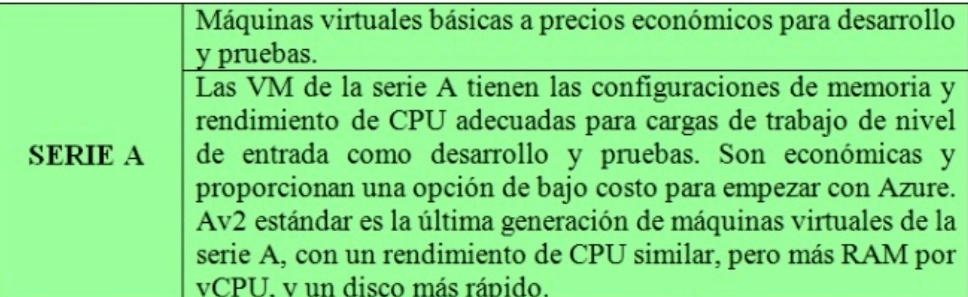 Máquinas virtuales básicas a precios económicos para desarrollo
y pruebas.
SERIE A
Las VM de la serie A tienen las configuraciones de memoria y
rendimiento de CPU adecuadas para cargas de trabajo de nivel
de entrada como desarrollo y pruebas. Son económicas y
proporcionan una opción de bajo costo para empezar con Azure.
Av2 estándar es la última generación de máquinas virtuales de la
serie A, con un rendimiento de CPU similar, pero más RAM por
vCPU, y un disco más rápido.